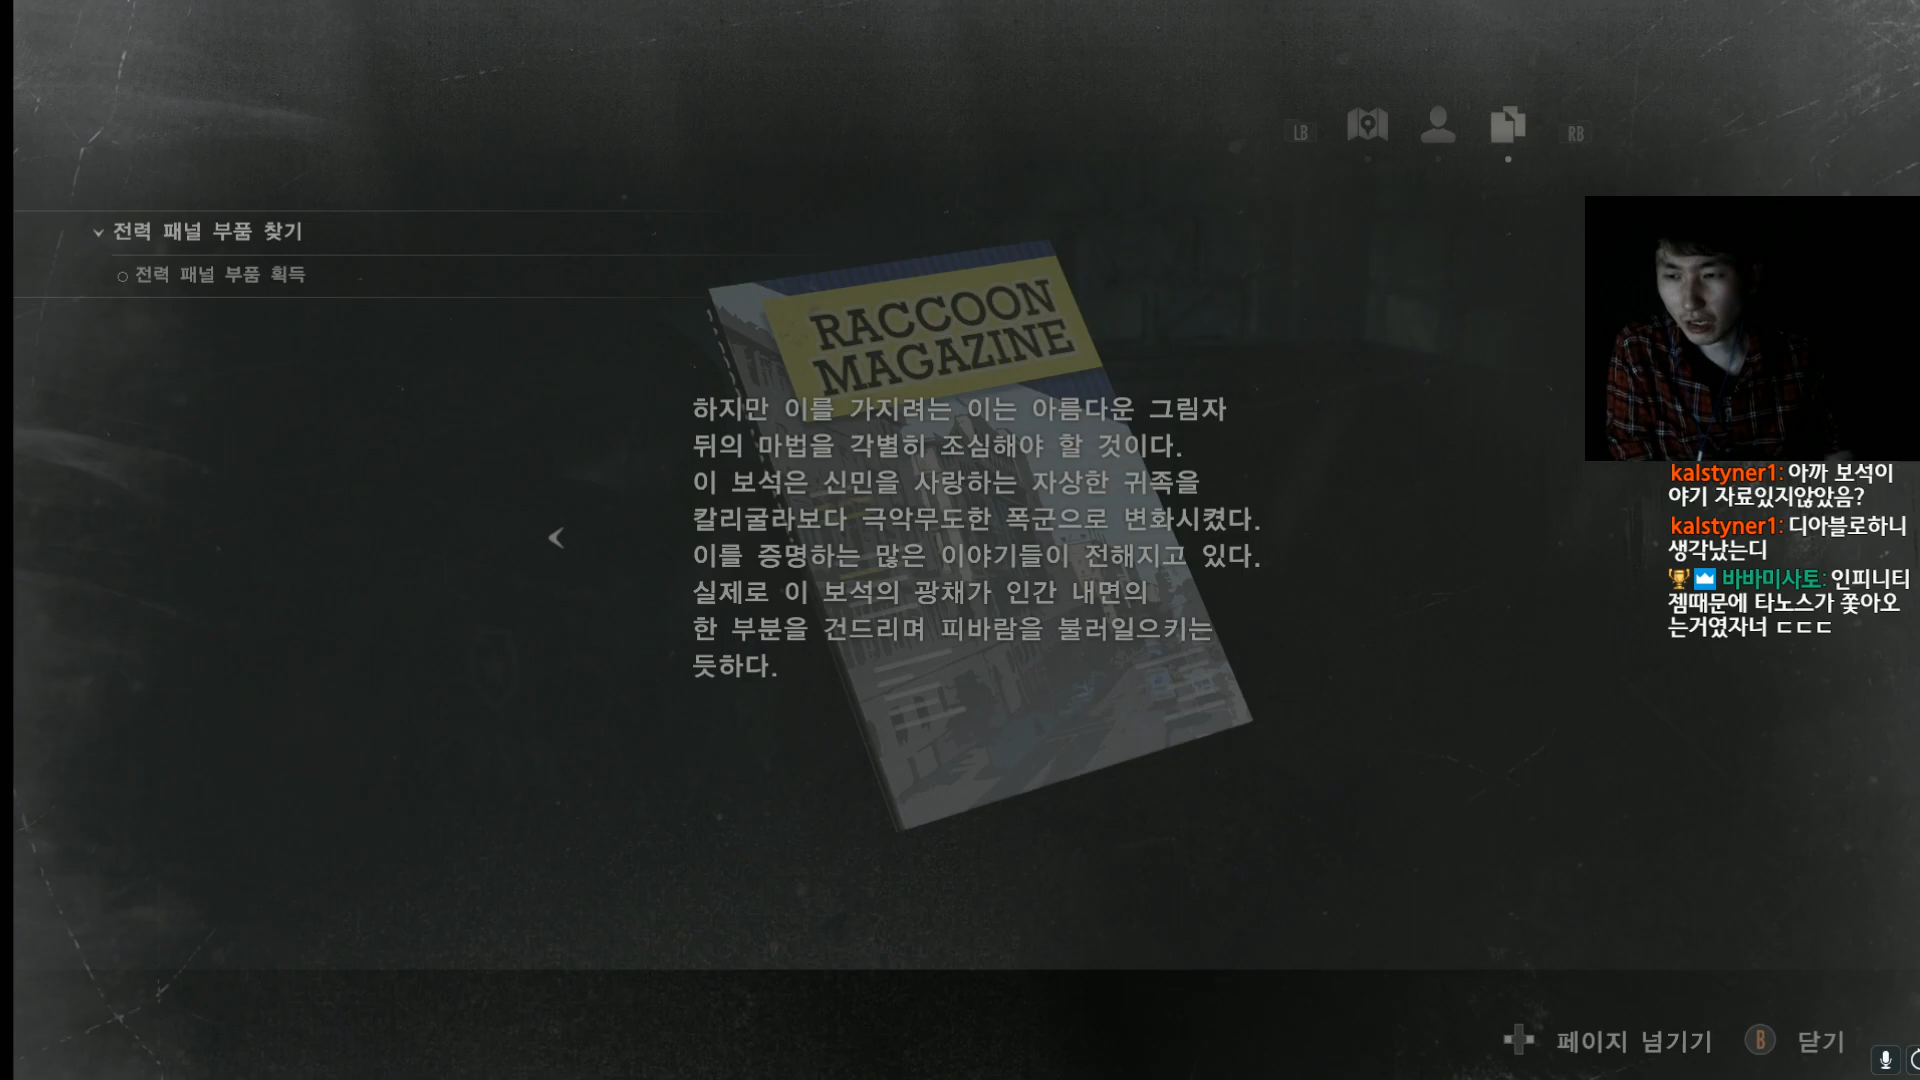 LB
RB
전력 패널 부품 찾기
전력 패널 부품 획득
RACCOON
MAGAZINE
하지만 이를 가지려는 이는 아름다운 그림자
뒤의 마법을 각별히 조심해야 할 것이다.
이 보석은 신민을 사랑하는 자상한 귀족을
칼리굴라보다 극악무도한 폭군으로 변화시켰다.
이를 증명하는 많은 이야기들이 전해지고 있다.
실제로 이 보석의 광채가 인간 내면의
한 부분을 건드리며 피바람을 불러일으키는
듯하다.
kalstyner1: 아까 보석이
야기 자료있지않았음?
kalstyner1: 디아블로하니
생각났는디
바바미사토: 인피니티
젬때문에 타노스가 쫓아오
는거였자너 ㄷㄷㄷ
페이지 넘기기
B 닫기